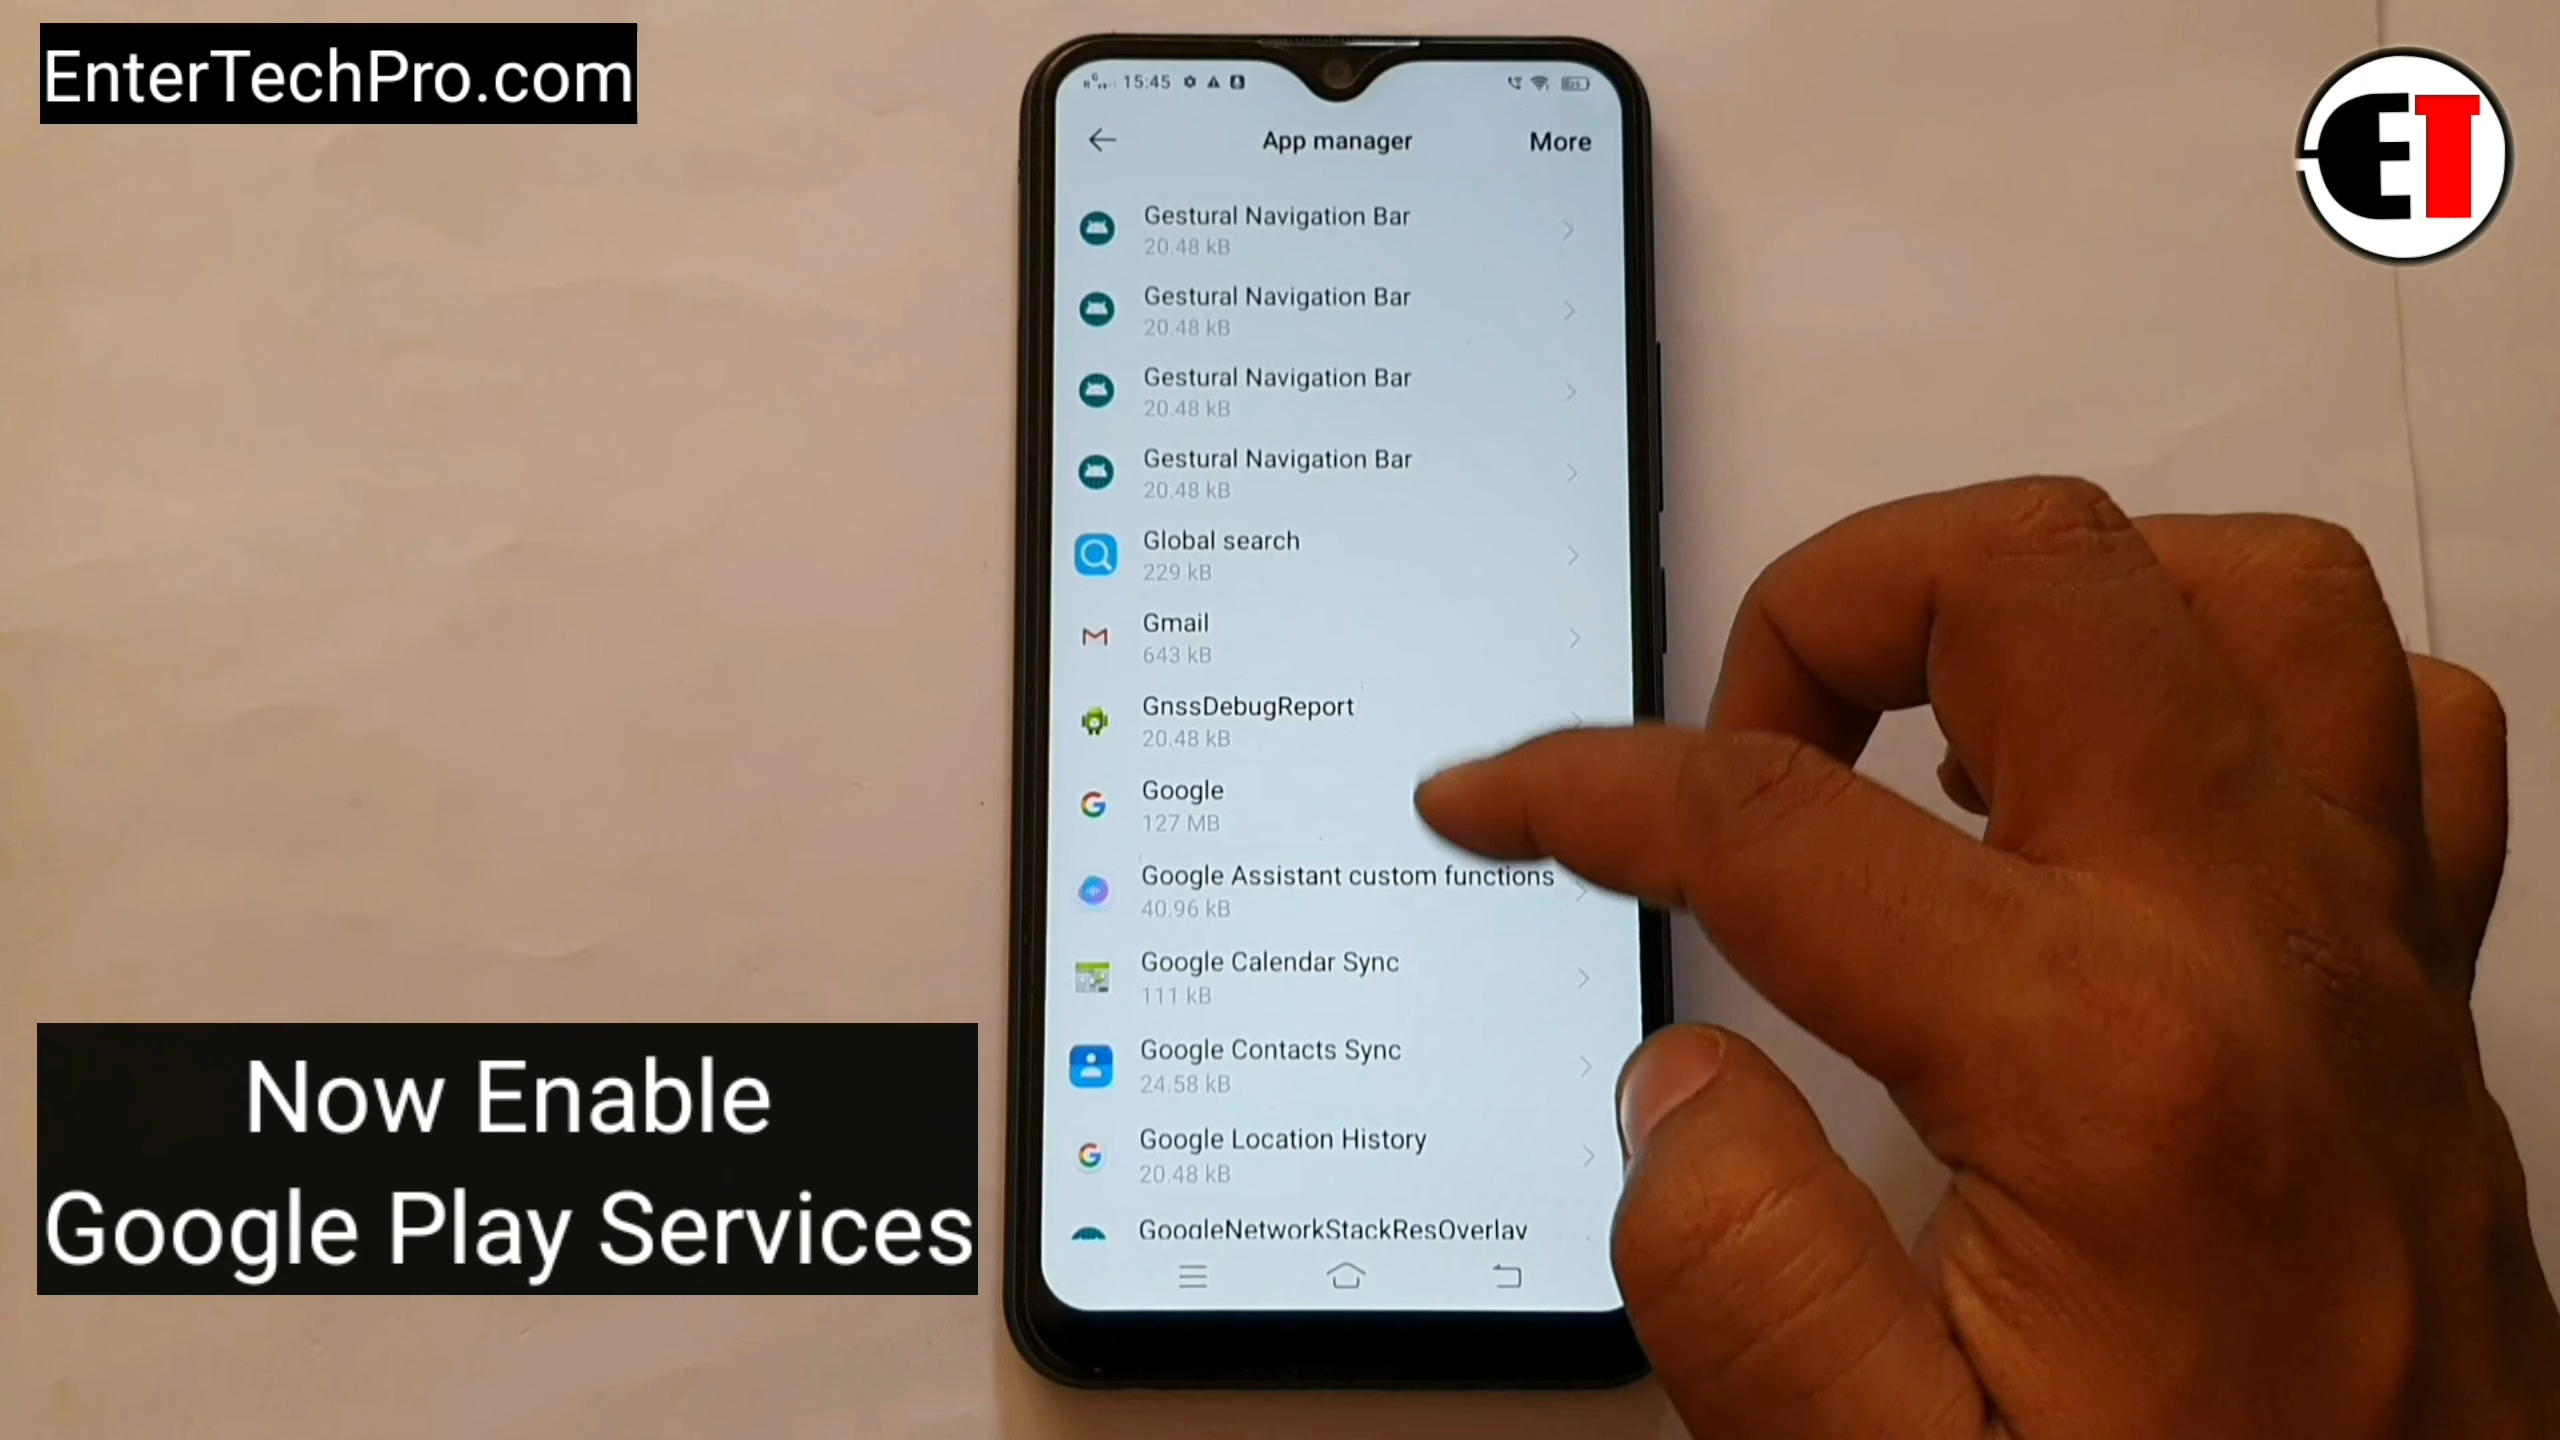 EnterTechPro.com
ET
15:45
App manager
More
Gestural Navigation Bar
20.48 kB
Gestural Navigation Bar
20.48 kB
Gestural Navigation Bar
20.48 kB
Gestural Navigation Bar
20.48 kB
Global search
229 kB
Gmail
643 kB
GnssDebugReport
20.48 kB
Google
127 MB
Google Assistant custom functions
40.96 kB
Google Calendar Sync
111 kB
Google Contacts Sync
24.58 kB
Google Location History
20.48 kB
GoogleNetworkStackResOverlay
Now Enable
Google Play Services